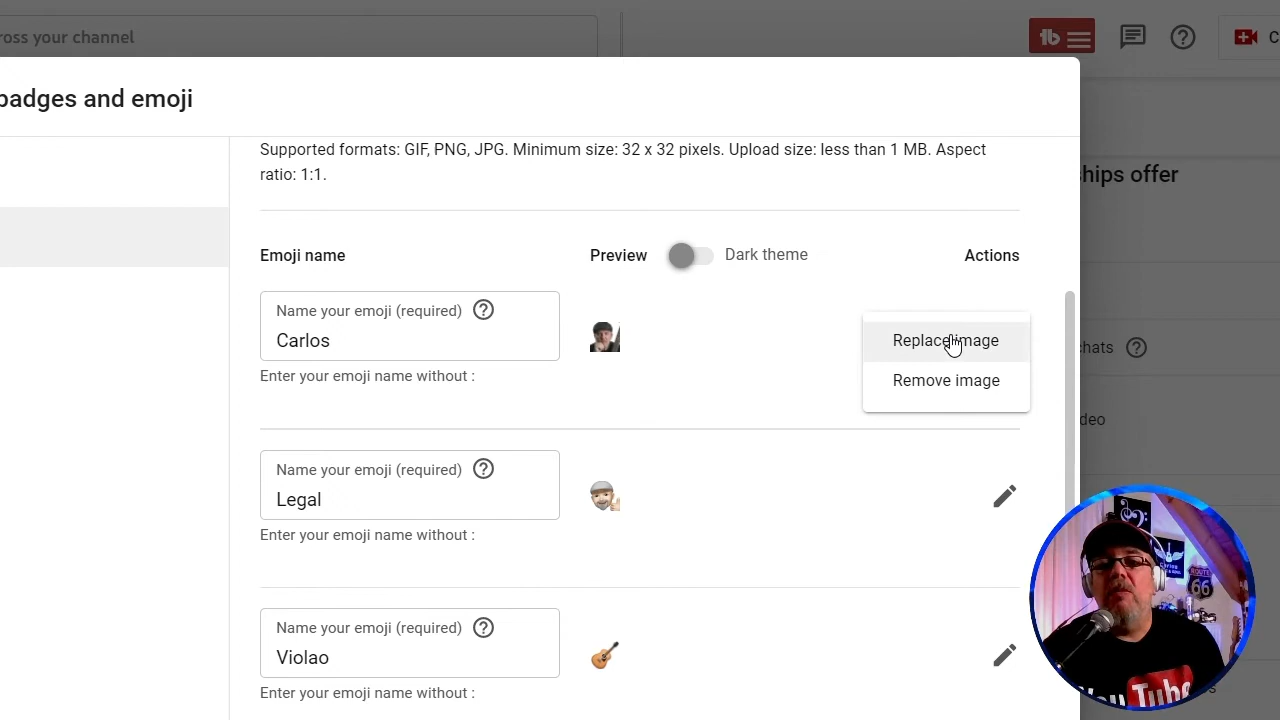 ross your channel
badges and emoji
Supported formats: GIF, PNG, JPG. Minimum size: 32 x 32 pixels. Upload size: less than 1 MB. Aspect
ratio: 1:1.
hips offer
Emoji name
Preview
Dark theme
Actions
Name your emoji (required)
Carlos
Enter your emoji name without :
Replace image
Remove image
chats
deo
Name your emoji (required)
Legal
Enter your emoji name without :
Name your emoji (required)
Violao
Enter your emoji name without :
ROUTE
66
YouTube